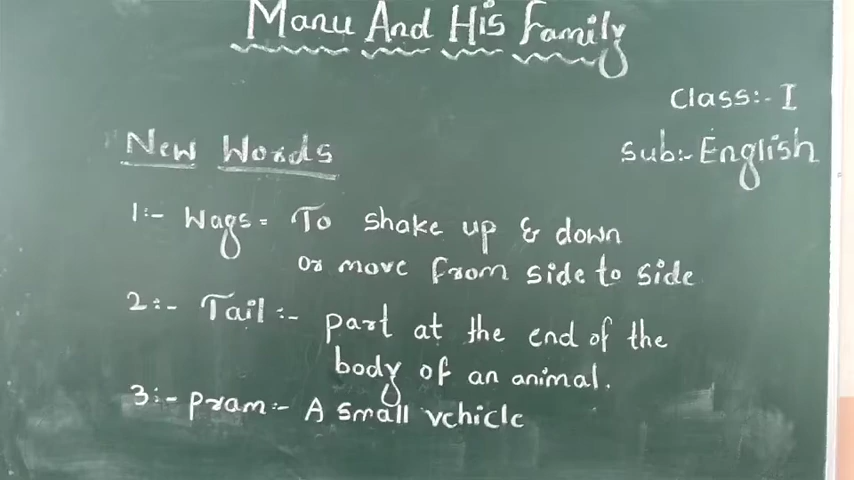 Manu And His Family
Class:- I
New Words
Sub:- English
1:- Wags = To shake up & down
or move from side to side
2:- Tail :- part at the end of the
body of an animal.
3:- pram:- A small vehicle